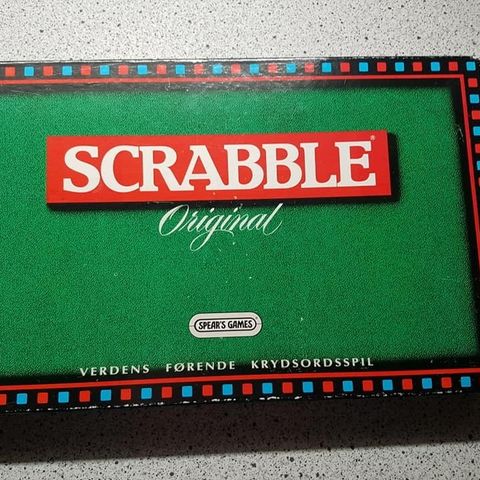 SCRABBLE®
Original
SPEAR'S GAMES®
VERDENS FØRENDE KRYDSORDSSPIL